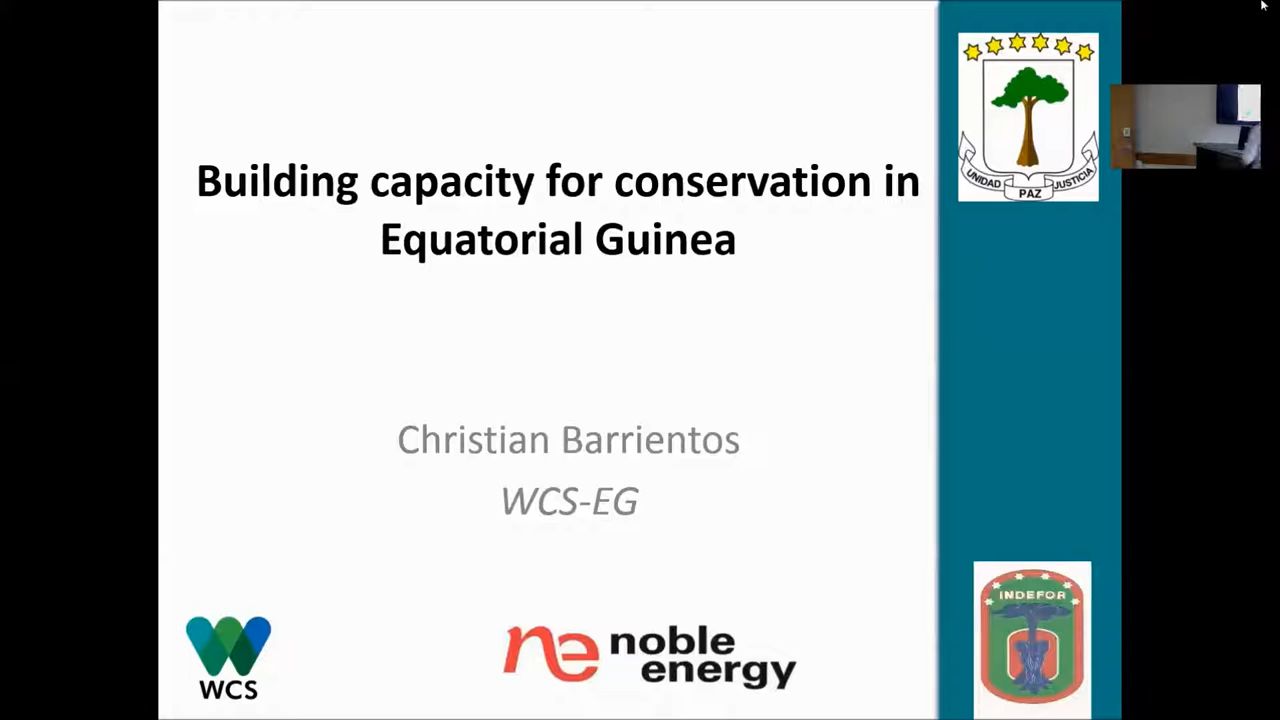 Building capacity for conservation in
Equatorial Guinea
Christian Barrientos
WCS-EG
WCS
noble
energy
UNIDAD PAZ JUSTICIA
INDEFOR